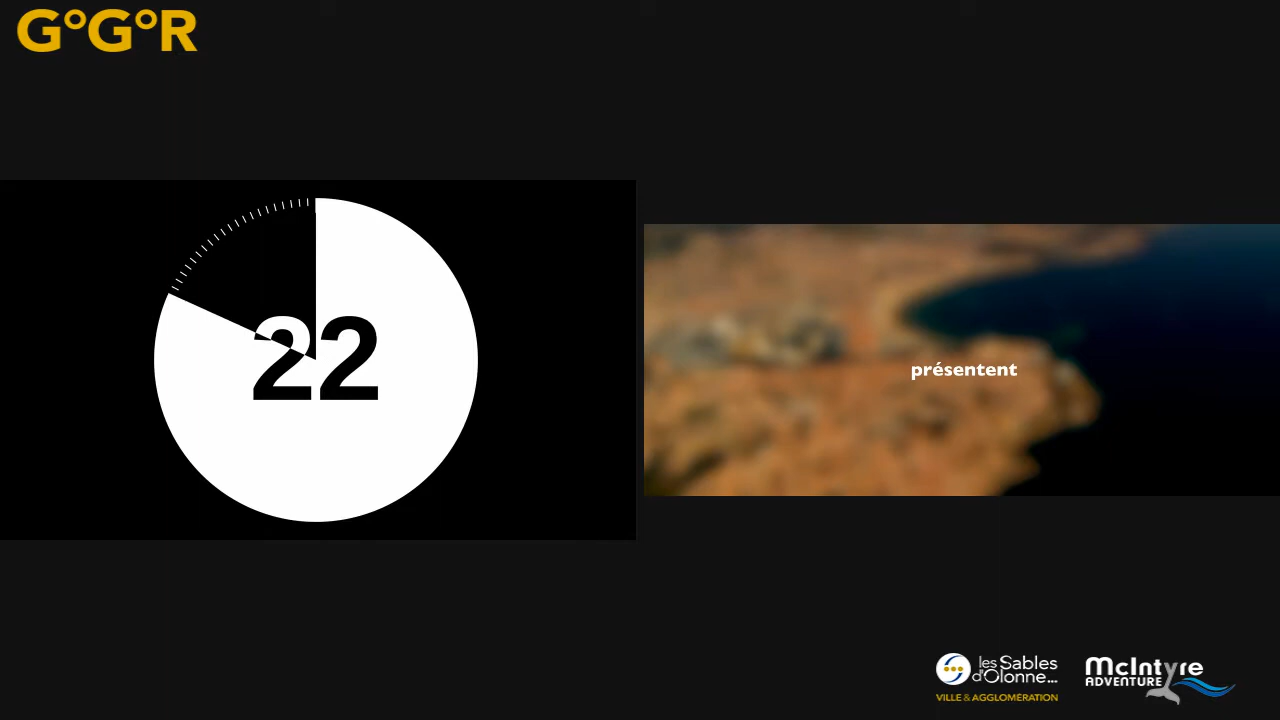 G°G°R
22
présentent
les Sables
d'Olonne...
VILLE & AGGLOMÉRATION
McIntyre
ADVENTURE